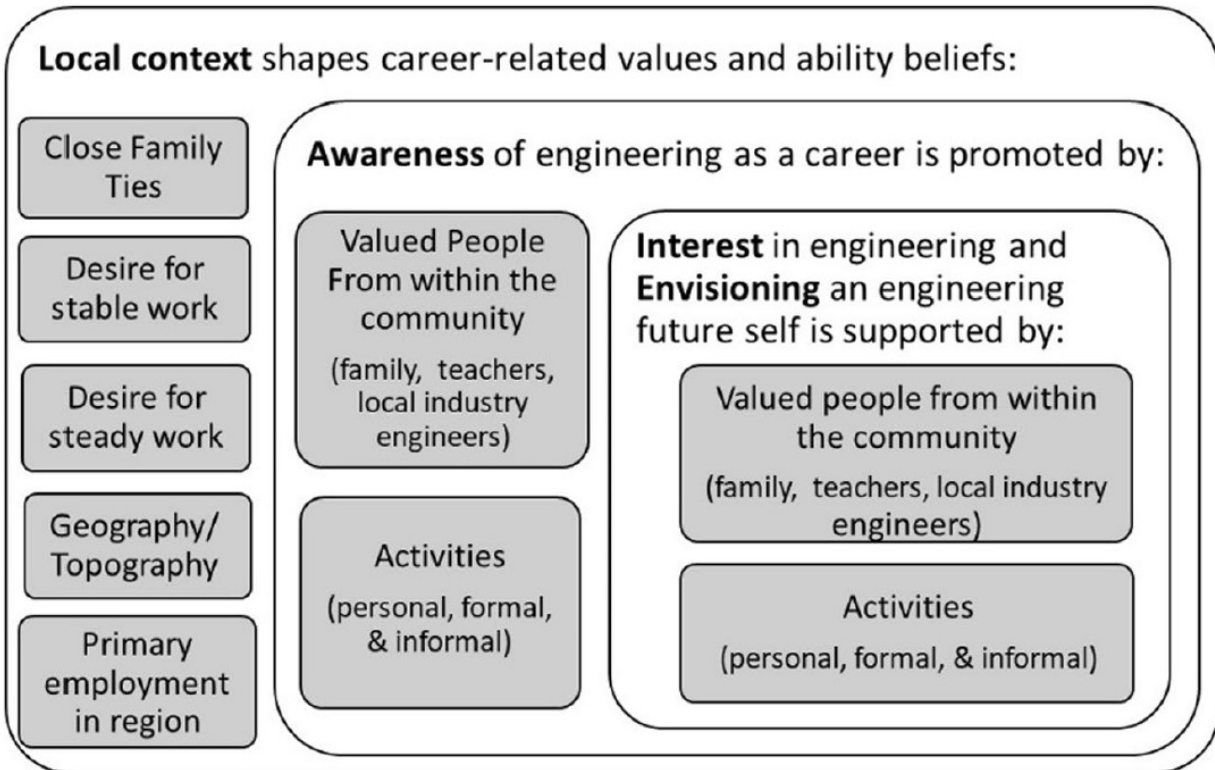 Local context shapes career-related values and ability beliefs:
Close Family
Ties
Desire for
stable work
Desire for
steady work
Geography/
Topography
Primary
employment
in region
Awareness of engineering as a career is promoted by:
Valued People
From within the
community
(family, teachers,
local industry
engineers)
Activities
(personal, formal,
& informal)
Interest in engineering and
Envisioning an engineering
future self is supported by:
Valued people from within
the community
(family, teachers, local industry
engineers)
Activities
(personal, formal, & informal)